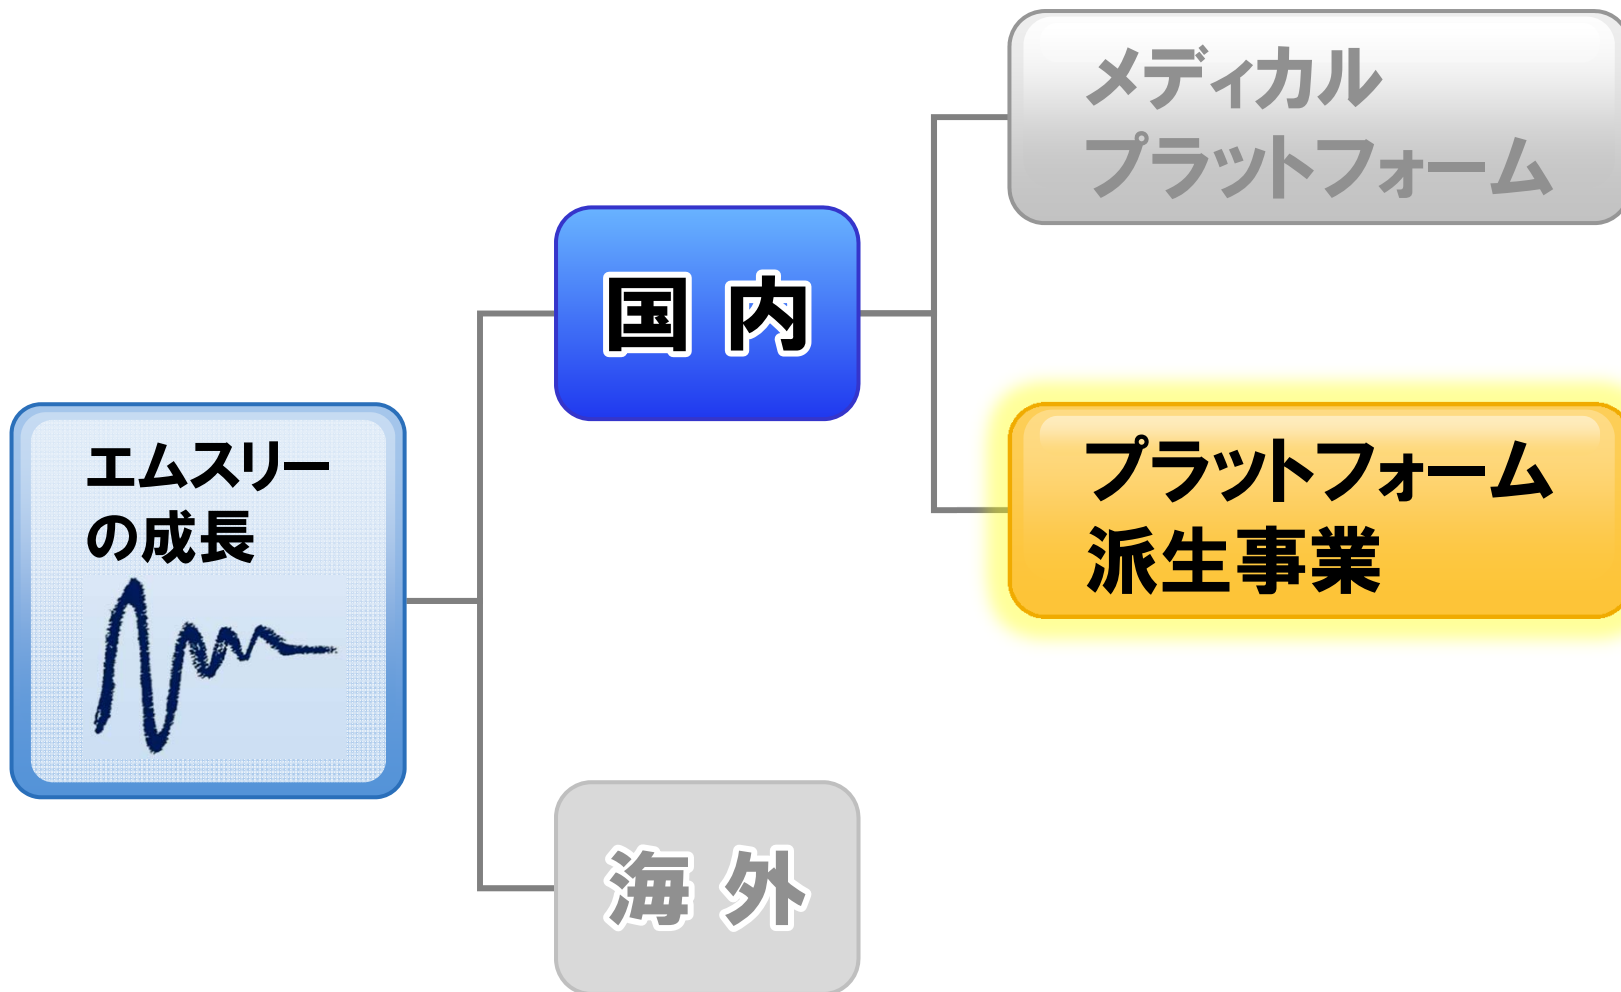 メディカル
プラットフォーム
国内
プラットフォーム
派生事業
エムスリー
の成長
海外